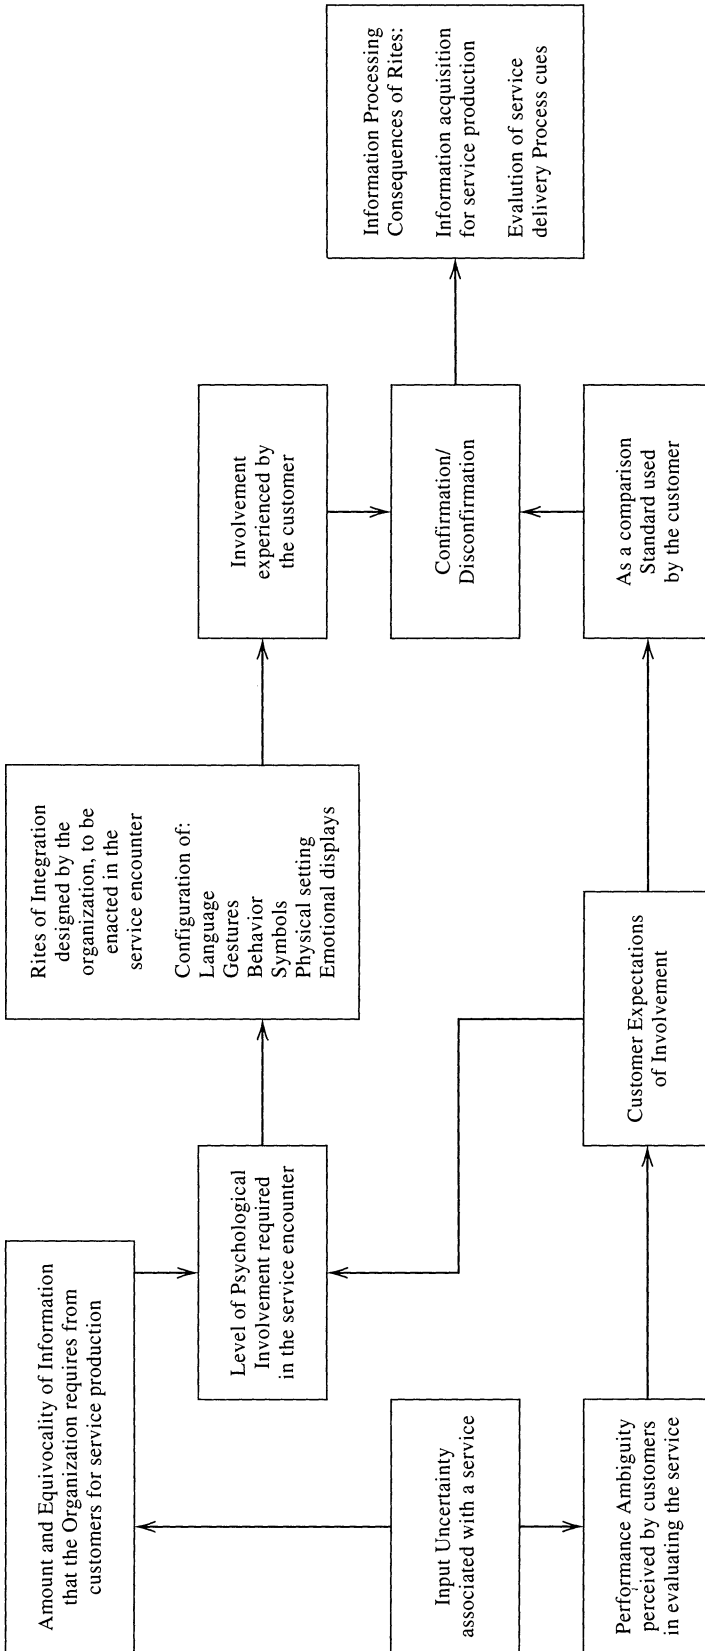 Amount and Equivocality of Information
that the Organization requires from
customers for service production
Input Uncertainty
associated with a service
Performance Ambiguity
perceived by customers
in evaluating the service
Level of Psychological
Involvement required
in the service encounter
Customer Expectations
of Involvement
Rites of Integration
designed by the
organization, to be
enacted in the
service encounter
Configuration of:
Language
Gestures
Behavior
Symbols
Physical setting
Emotional displays
Involvement
experienced by
the customer
Confirmation/
Disconfirmation
As a comparison
Standard used
by the customer
Information Processing
Consequences of Rites:
Information acquisition
for service production
Evalution of service
delivery Process cues